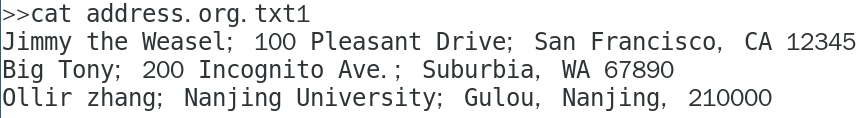 >>cat address.org.txt1
Jimmy the Weasel; 100 Pleasant Drive; San Francisco, CA 12345
Big Tony; 200 Incognito Ave.; Suburbia, WA 67890
Ollir zhang; Nanjing University; Gulou, Nanjing, 210000